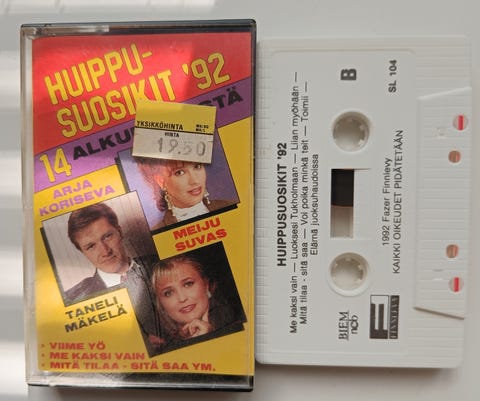 HUIPPU-
SUOSIKIT '92
14
YKSIKKÖHINTA
HINTA
19.50
ARJA
KORISEVA
MEIJU
SUVAS
TANELI
MÄKELÄ
• VIIME YÖ
• ME KAKSI VAIN
• MITÄ TILAA - SITÄ SAA YM.
B
SL 104
HUIPPUSUOSIKIT '92
Me kaksi vain — Luoksesi Tukholmaan — Liian myöhään —
Mitä tilaa - sitä saa — Voi poika minkä teit — Toimii —
Elämä juoksuhaudoissa
1992 Fazer Finnlevy
KAIKKI OIKEUDET PIDÄTETÄÄN
BIEM
ncb
F
FINNLEVY